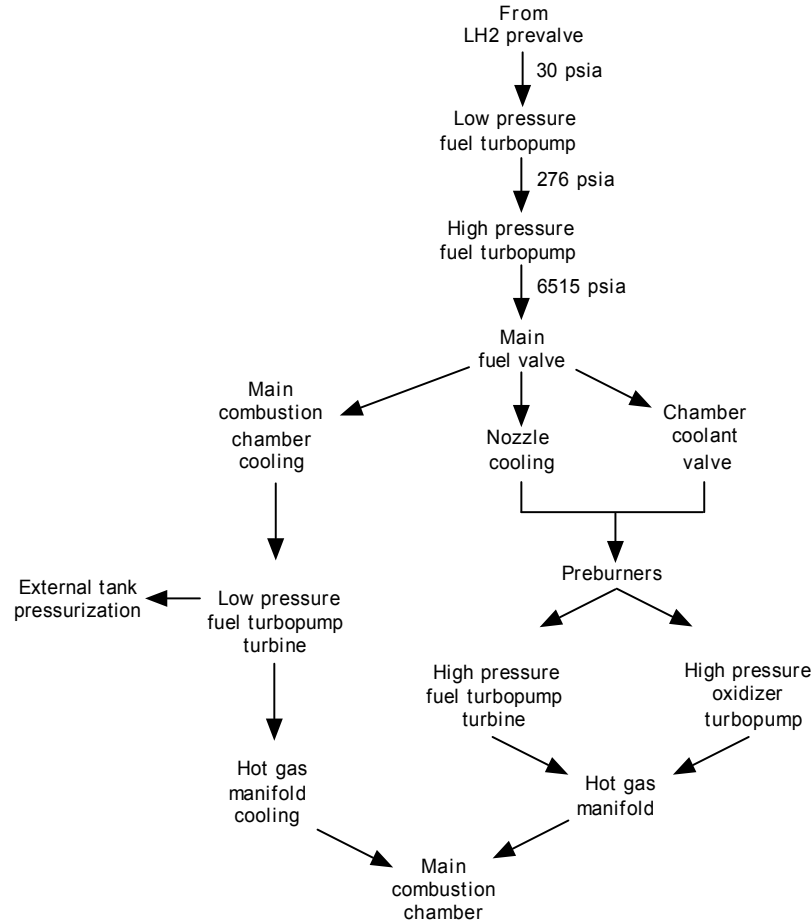 From
LH2 prevalve
30 psia
Low pressure
fuel turbopump
276 psia
High pressure
fuel turbopump
6515 psia
Main
fuel valve
Main
combustion
chamber
cooling
Nozzle
cooling
Chamber
coolant
valve
External tank
pressurization
Low pressure
fuel turbopump
turbine
Preburners
High pressure
fuel turbopump
turbine
High pressure
oxidizer
turbopump
Hot gas
manifold
cooling
Hot gas
manifold
Main
combustion
chamber